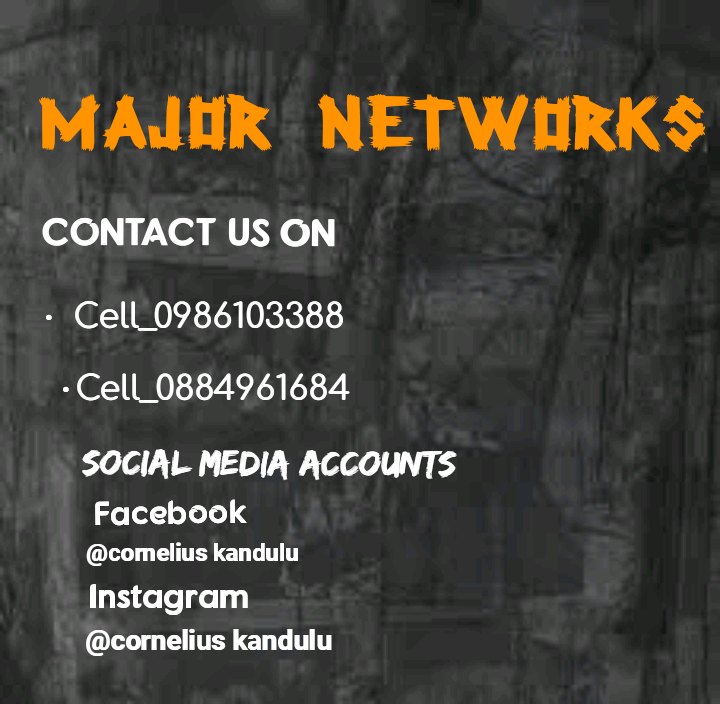 MAJOR NETWORKS
CONTACT US ON
· Cell_0986103388
· Cell_0884961684
SOCIAL MEDIA ACCOUNTS
Facebook
@cornelius kandulu
Instagram
@cornelius kandulu